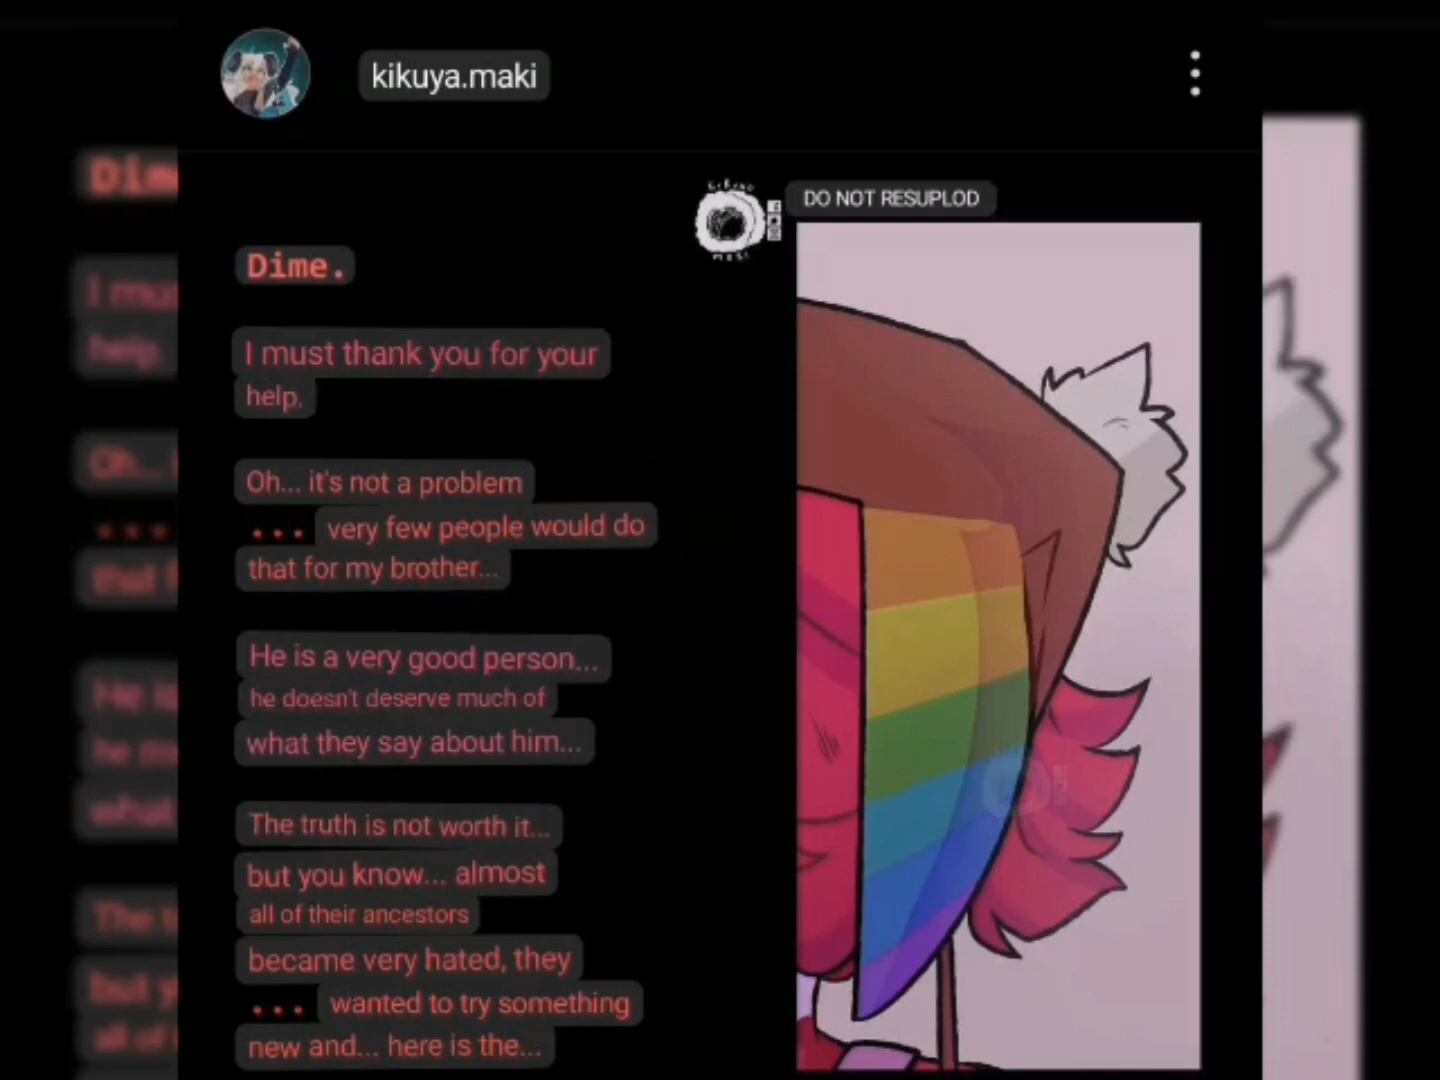 kikuya.maki
DO NOT RESUPLOD
Dime.
I must thank you for your
help.
Oh... it's not a problem
... very few people would do
that for my brother...
He is a very good person...
he doesn't deserve much of
what they say about him...
The truth is not worth it...
but you know... almost
all of their ancestors
became very hated, they
... wanted to try something
new and... here is the...